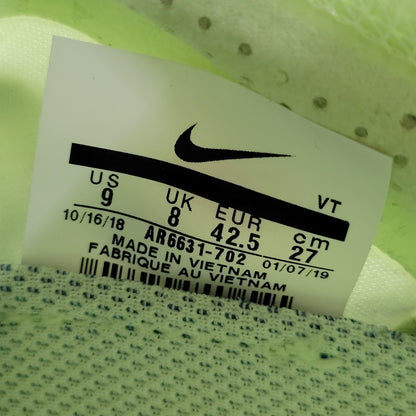 VT
US UK EUR cm
9 8 42.5 27
10/16/18 AR6631-702 01/07/19
MADE IN VIETNAM
FABRIQUE AU VIETNAM